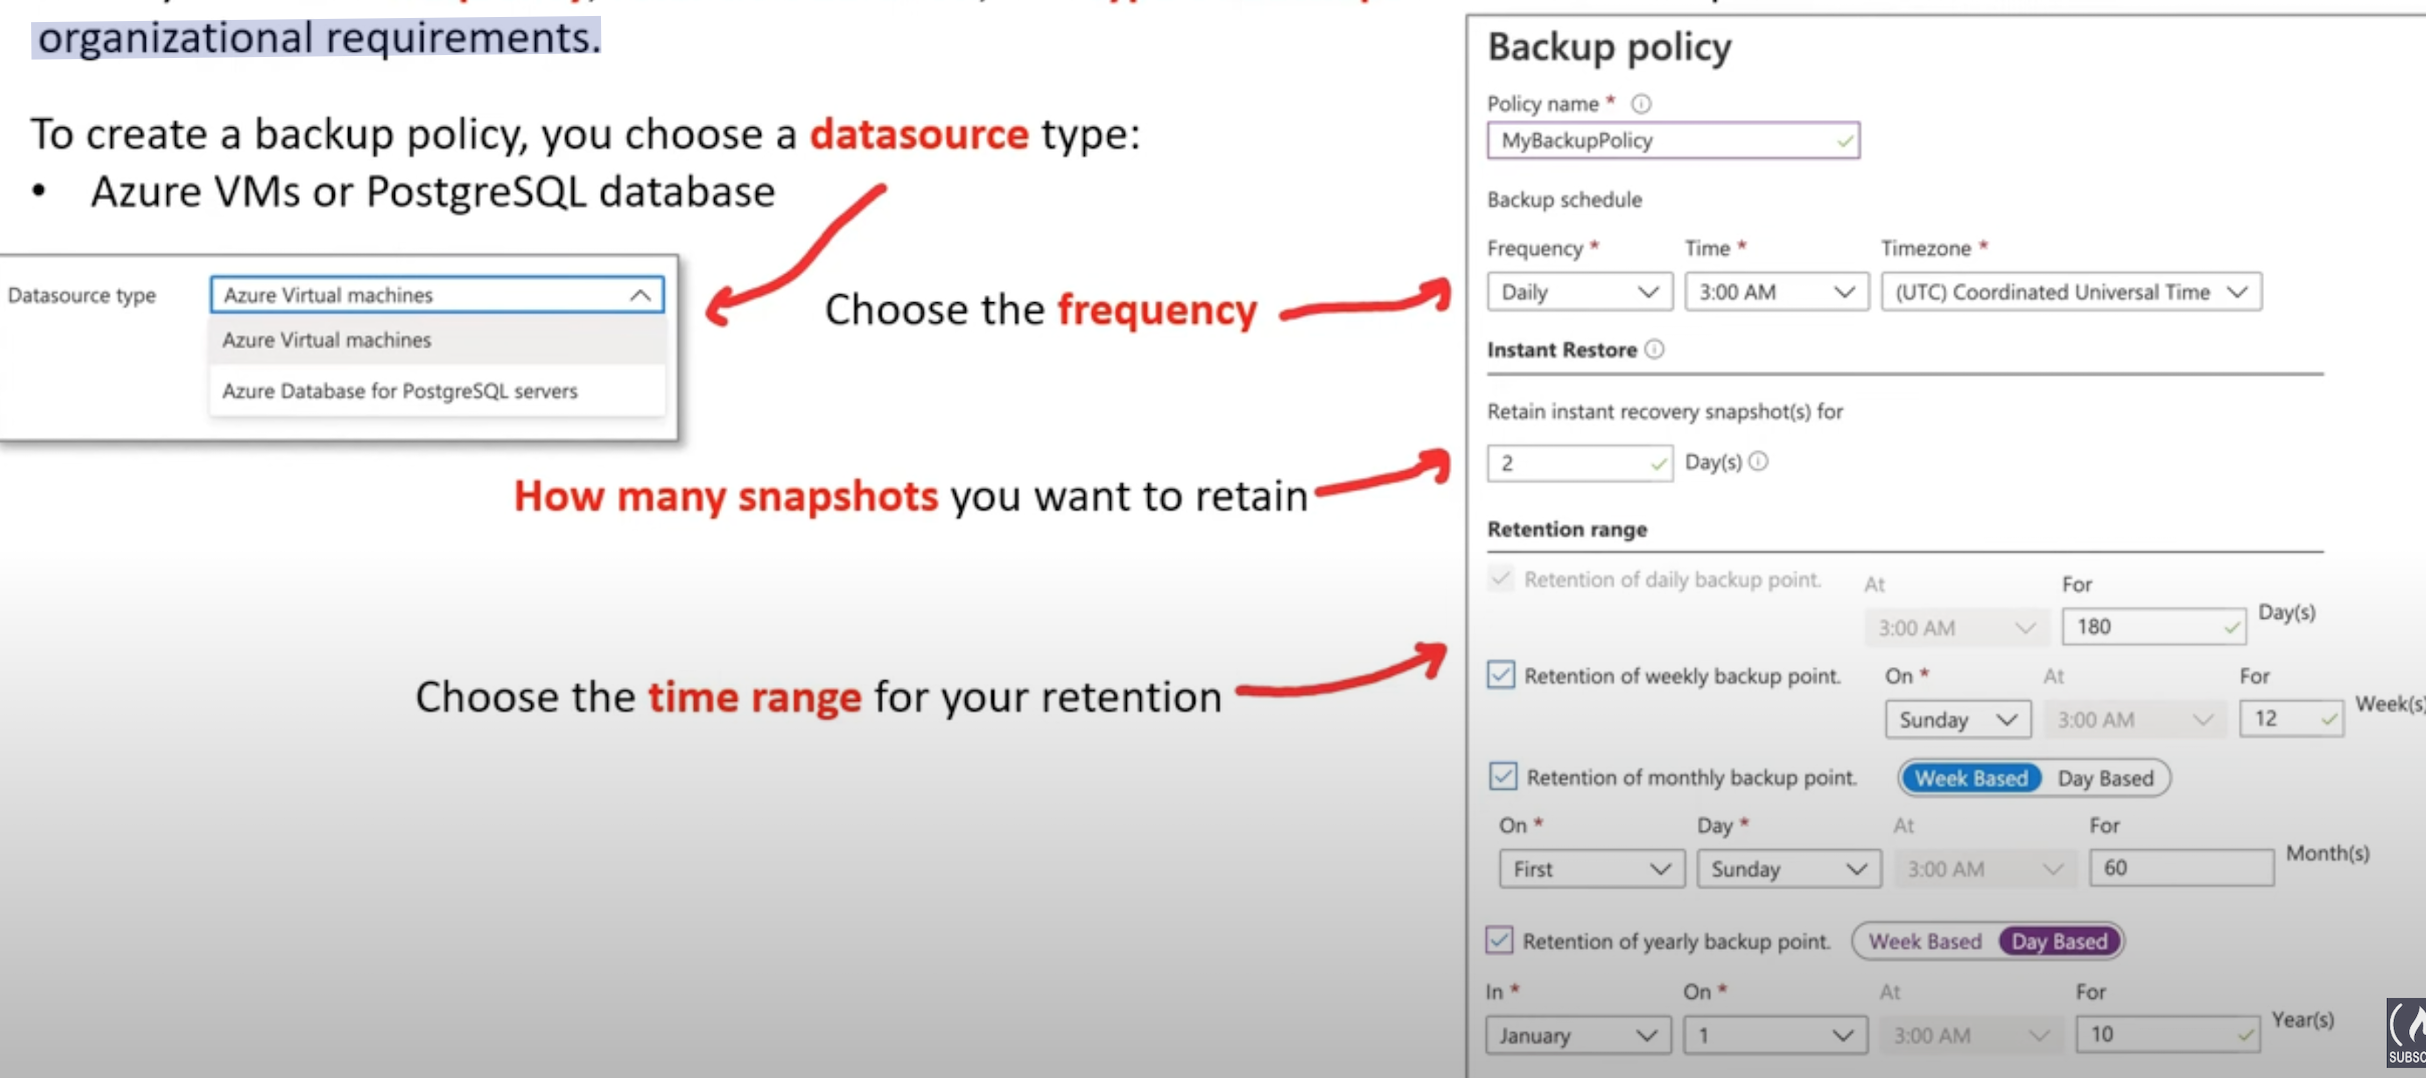 organizational requirements.
To create a backup policy, you choose a datasource type:
• Azure VMs or PostgreSQL database
Datasource type
Azure Virtual machines
Azure Virtual machines
Azure Database for PostgreSQL servers
Choose the frequency
How many snapshots you want to retain
Choose the time range for your retention
Backup policy
Policy name *
MyBackupPolicy
Backup schedule
Frequency * Time * Timezone *
Daily 3:00 AM (UTC) Coordinated Universal Time
Instant Restore
Retain instant recovery snapshot(s) for
2 Day(s)
Retention range
Retention of daily backup point. At For
3:00 AM 180 Day(s)
Retention of weekly backup point. On * At For
Sunday 3:00 AM 12 Week(s
Retention of monthly backup point. Week Based Day Based
On * Day * At For
First Sunday 3:00 AM 60 Month(s)
Retention of yearly backup point. Week Based Day Based
In * On * At For
January 1 3:00 AM 10 Year(s)
SUBSC